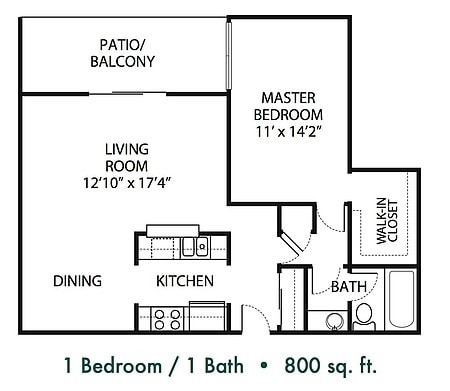 PATIO/
BALCONY
MASTER
BEDROOM
11' x 14'2"
LIVING
ROOM
12'10" x 17'4"
WALK-IN
CLOSET
DINING
KITCHEN
BATH
1 Bedroom / 1 Bath • 800 sq. ft.